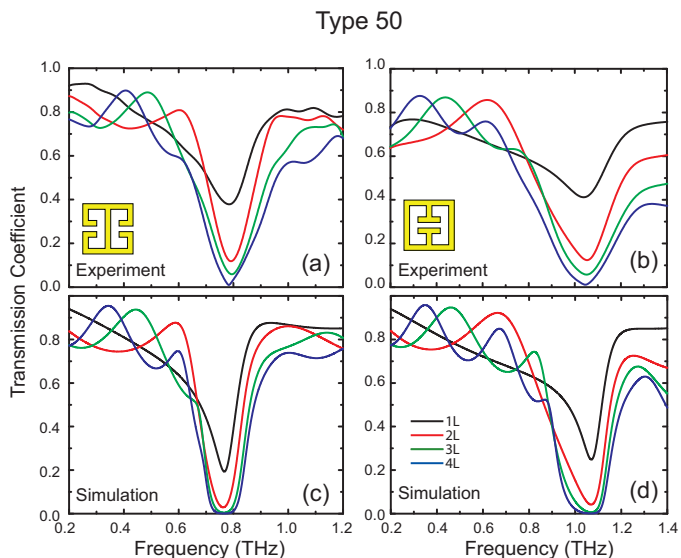 Type 50
Transmission Coefficient
1.0
0.8
0.6
0.4
0.2
0.0
Experiment
(a)
1.0
0.8
0.6
0.4
0.2
0.0
Experiment
(b)
0.8
0.6
0.4
0.2
0.0
Simulation
(c)
0.2 0.4 0.6 0.8 1.0 1.2
Frequency (THz)
0.8
0.6
0.4
0.2
0.0
1L
2L
3L
4L
Simulation
(d)
0.2 0.4 0.6 0.8 1.0 1.2 1.4
Frequency (THz)